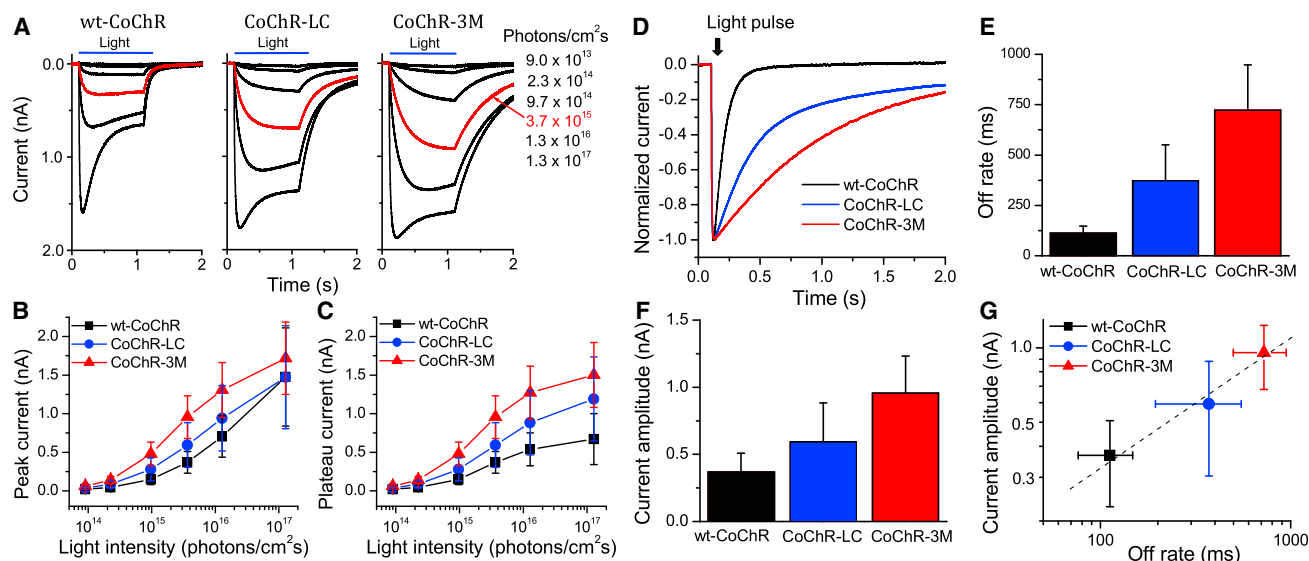 A
wt-CoChR
CoChR-LC
CoChR-3M
Light
Light
Light
Photons/cm²s
9.0 x 10¹³
2.3 x 10¹⁴
9.7 x 10¹⁴
3.7 x 10¹⁵
1.3 x 10¹⁶
1.3 x 10¹⁷
Current (nA)
0.0
1.0
2.0
0 1 2
0 1 2
0 1 2
Time (s)
B
wt-CoChR
CoChR-LC
CoChR-3M
Peak current (nA)
2.0
1.5
1.0
0.5
0.0
10¹⁴ 10¹⁵ 10¹⁶ 10¹⁷
Light intensity (photons/cm²s)
C
wt-CoChR
CoChR-LC
CoChR-3M
Plateau current (nA)
2.0
1.5
1.0
0.5
0.0
10¹⁴ 10¹⁵ 10¹⁶ 10¹⁷
Light intensity (photons/cm²s)
D
Light pulse
Normalized current
0.0
-0.2
-0.4
-0.6
-0.8
-1.0
wt-CoChR
CoChR-LC
CoChR-3M
0.0 0.5 1.0 1.5 2.0
Time (s)
E
Off rate (ms)
1000
750
500
250
0
wt-CoChR CoChR-LC CoChR-3M
F
Current amplitude (nA)
1.5
1.0
0.5
0.0
wt-CoChR CoChR-LC CoChR-3M
G
wt-CoChR
CoChR-LC
CoChR-3M
Current amplitude (nA)
1.0
0.5
0.3
100 1000
Off rate (ms)